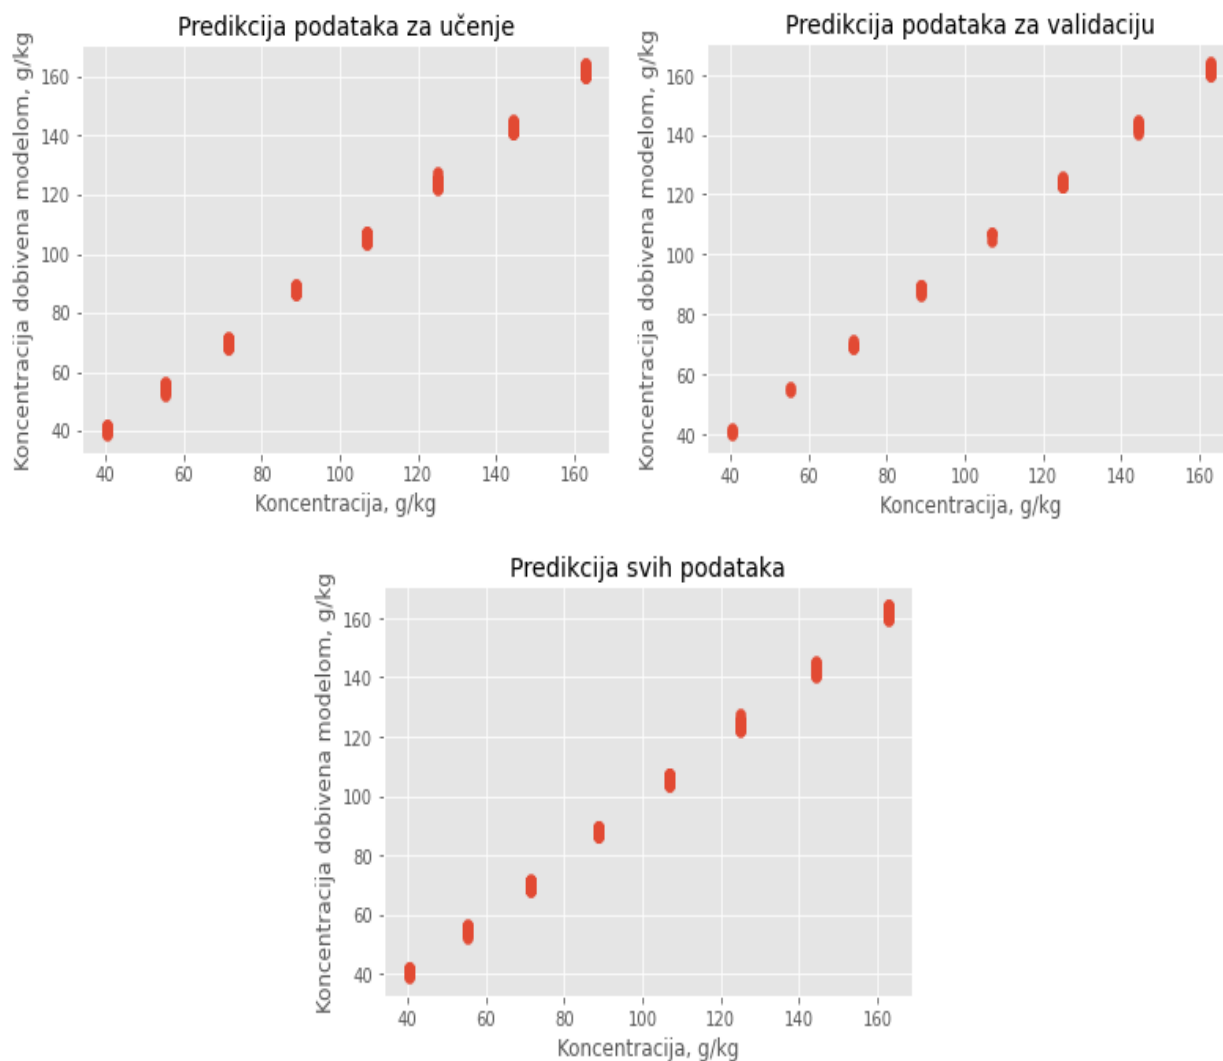 Predikcija podataka za učenje
Koncentracija dobivena modelom, g/kg
160
140
120
100
80
60
40
40 60 80 100 120 140 160
Koncentracija, g/kg
Predikcija podataka za validaciju
Koncentracija dobivena modelom, g/kg
160
140
120
100
80
60
40
40 60 80 100 120 140 160
Koncentracija, g/kg
Predikcija svih podataka
Koncentracija dobivena modelom, g/kg
160
140
120
100
80
60
40
40 60 80 100 120 140 160
Koncentracija, g/kg